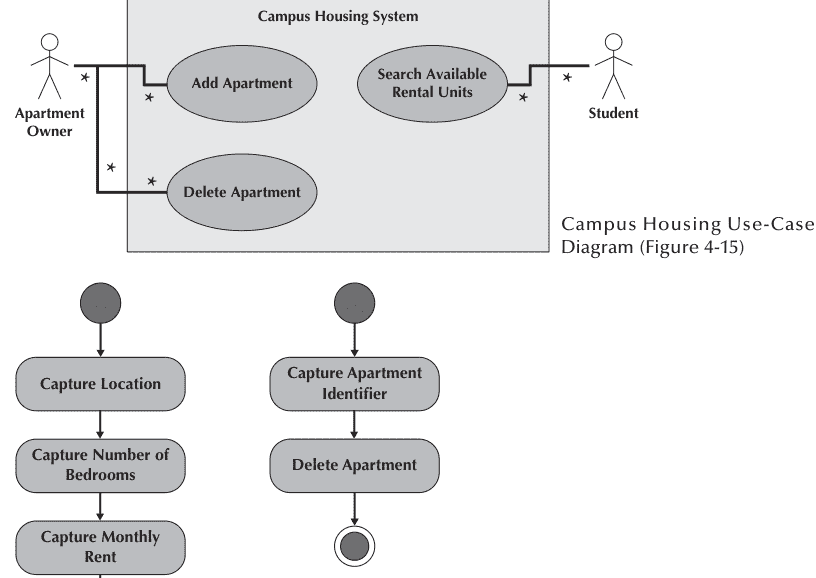 Campus Housing System
Add Apartment
Search Available
Rental Units
*
*
*
*
Apartment
Owner
Student
*
*
Delete Apartment
Campus Housing Use-Case
Diagram (Figure 4-15)
Capture Location
Capture Apartment
Identifier
Capture Number of
Bedrooms
Delete Apartment
Capture Monthly
Rent